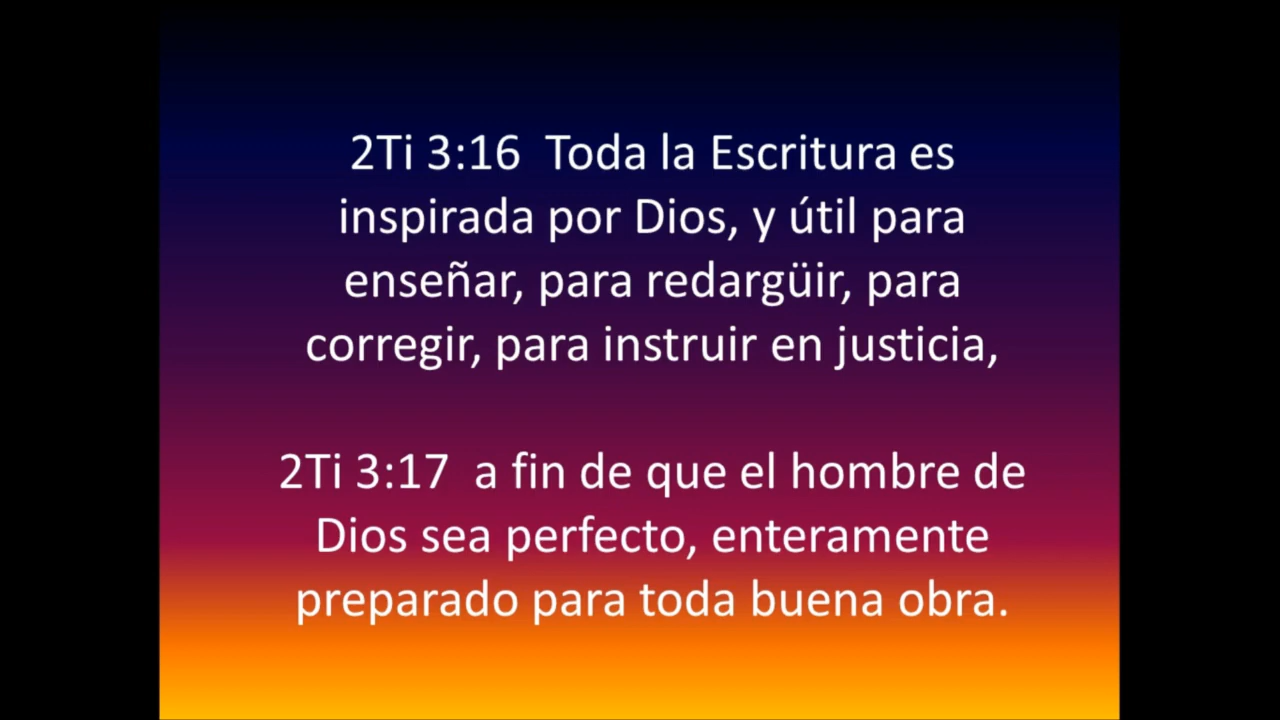 2Ti 3:16  Toda la Escritura es
inspirada por Dios, y útil para
enseñar, para redargüir, para
corregir, para instruir en justicia,
2Ti 3:17  a fin de que el hombre de
Dios sea perfecto, enteramente
preparado para toda buena obra.